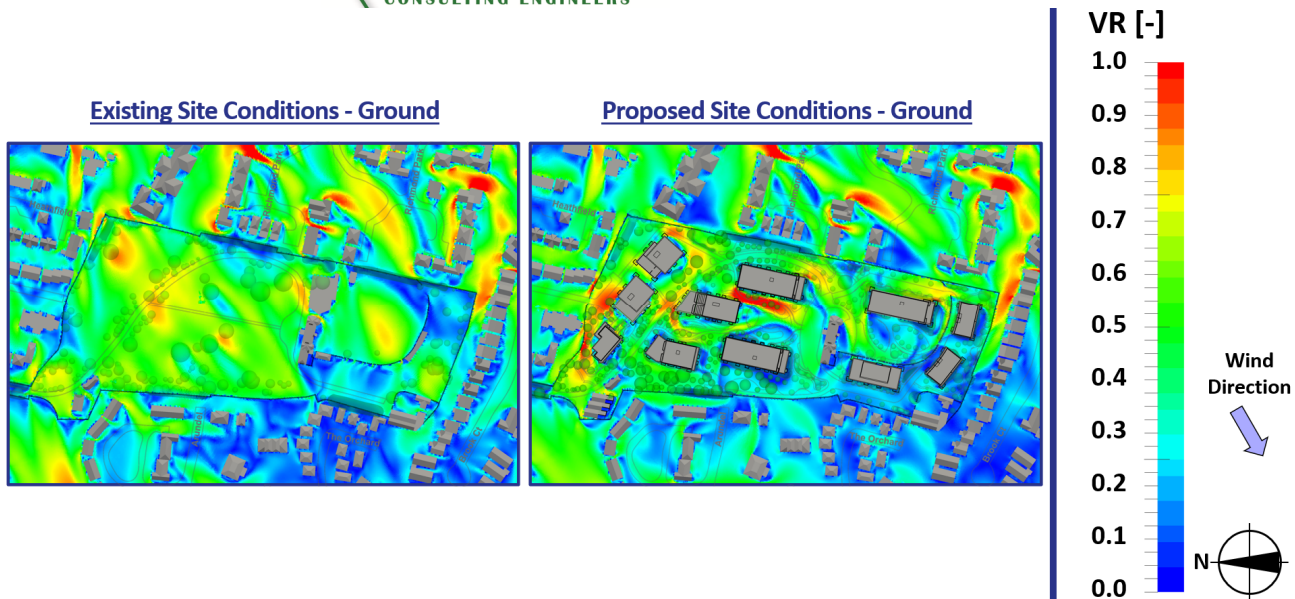 CONSULTING ENGINEERS
VR [-]
Existing Site Conditions - Ground
Proposed Site Conditions - Ground
1.0
0.9
0.8
0.7
0.6
0.5
0.4
0.3
0.2
0.1
0.0
Heathfield
The Orchard
Heathfield
The Orchard
Wind
Direction
N